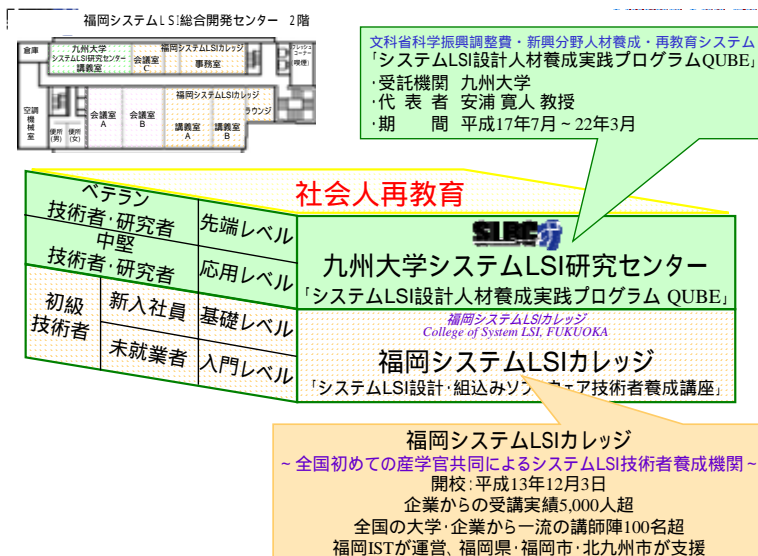 福岡システムLSI総合開発センター 2階
倉庫
九州大学
システムLSI研究センター
講義室
会議室
C
福岡システムLSIカレッジ
事務室
リフレッシュ
コーナー
(喫煙)
空調
機械室
便所
(男)
便所
(女)
会議室
A
会議室
B
福岡システムLSIカレッジ
講義室
A
講義室
B
ラウンジ
文科省科学振興調整費・新興分野人材養成・再教育システム
「システムLSI設計人材養成実践プログラムQUBE」
・受託機関 九州大学
・代 表 者 安浦 寛人 教授
・期 間 平成17年7月~22年3月
社会人再教育
ベテラン
技術者・研究者
先端レベル
中堅
技術者・研究者
応用レベル
初級
技術者
新入社員
基礎レベル
未就業者
入門レベル
SLRC
九州大学システムLSI研究センター
「システムLSI設計人材養成実践プログラム QUBE」
福岡システムLSIカレッジ
College of System LSI, FUKUOKA
福岡システムLSIカレッジ
「システムLSI設計・組込みソフトウェア技術者養成講座」
福岡システムLSIカレッジ
~全国初めての産学官共同によるシステムLSI技術者養成機関~
開校:平成13年12月3日
企業からの受講実績5,000人超
全国の大学・企業から一流の講師陣100名超
福岡ISTが運営、福岡県・福岡市・北九州市が支援